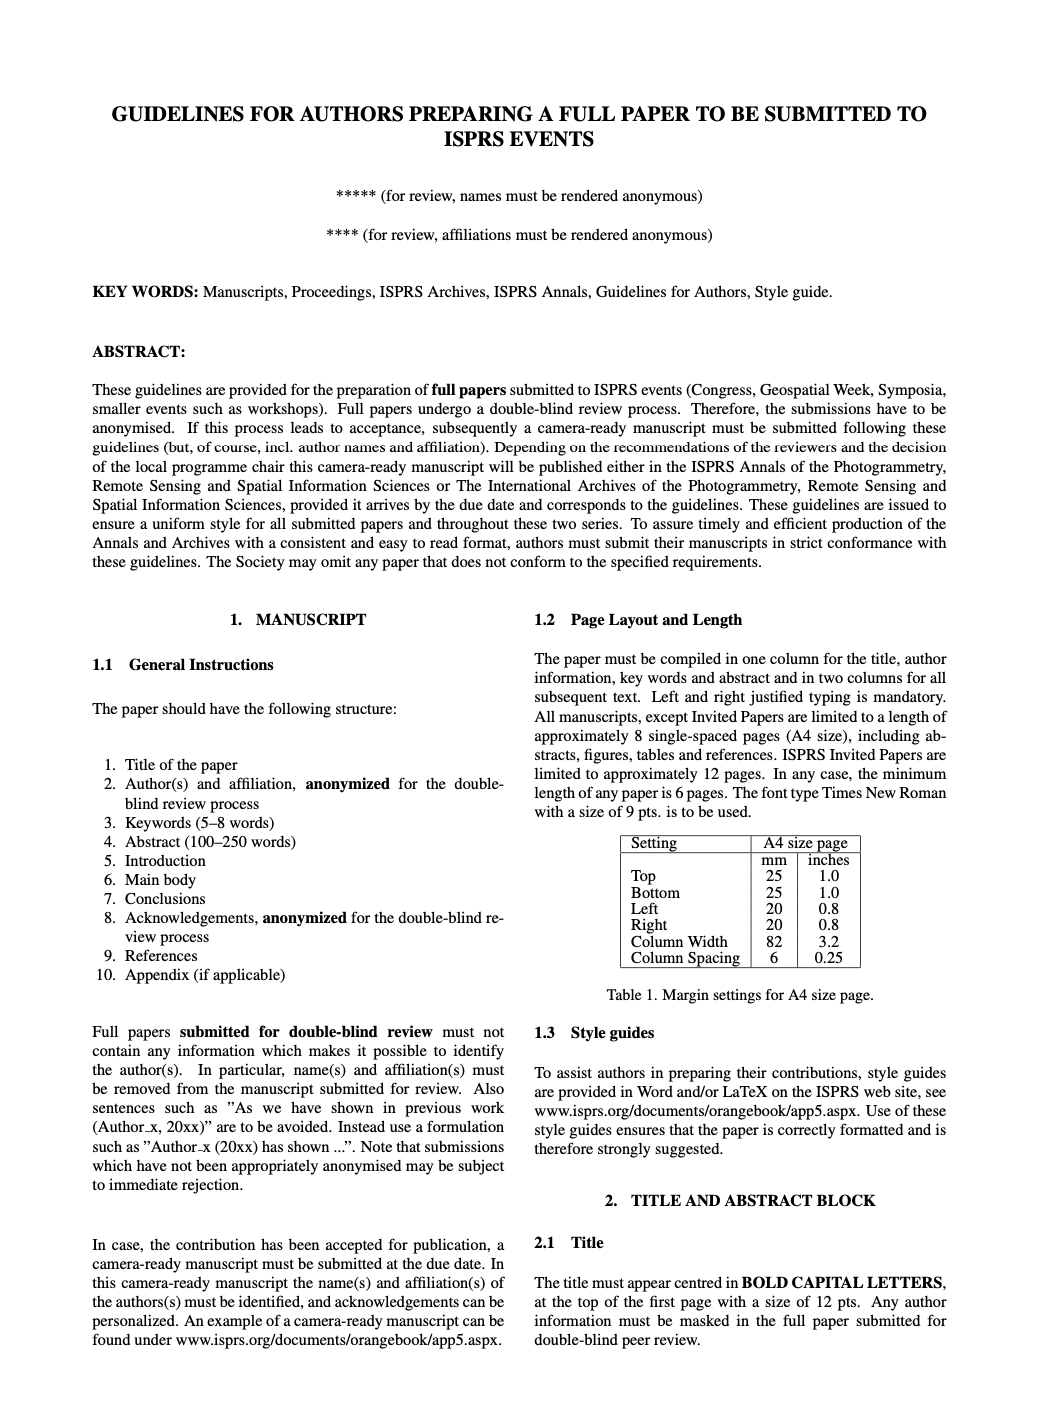 GUIDELINES FOR AUTHORS PREPARING A FULL PAPER TO BE SUBMITTED TO
ISPRS EVENTS
***** (for review, names must be rendered anonymous)
**** (for review, affiliations must be rendered anonymous)
KEY WORDS: Manuscripts, Proceedings, ISPRS Archives, ISPRS Annals, Guidelines for Authors, Style guide.
ABSTRACT:
These guidelines are provided for the preparation of full papers submitted to ISPRS events (Congress, Geospatial Week, Symposia,
smaller events such as workshops). Full papers undergo a double-blind review process. Therefore, the submissions have to be
anonymised. If this process leads to acceptance, subsequently a camera-ready manuscript must be submitted following these
guidelines (but, of course, incl. author names and affiliation). Depending on the recommendations of the reviewers and the decision
of the local programme chair this camera-ready manuscript will be published either in the ISPRS Annals of the Photogrammetry,
Remote Sensing and Spatial Information Sciences or The International Archives of the Photogrammetry, Remote Sensing and
Spatial Information Sciences, provided it arrives by the due date and corresponds to the guidelines. These guidelines are issued to
ensure a uniform style for all submitted papers and throughout these two series. To assure timely and efficient production of the
Annals and Archives with a consistent and easy to read format, authors must submit their manuscripts in strict conformance with
these guidelines. The Society may omit any paper that does not conform to the specified requirements.
1. MANUSCRIPT
1.1 General Instructions
The paper should have the following structure:
1. Title of the paper
2. Author(s) and affiliation, anonymized for the double-
blind review process
3. Keywords (5–8 words)
4. Abstract (100–250 words)
5. Introduction
6. Main body
7. Conclusions
8. Acknowledgements, anonymized for the double-blind re-
view process
9. References
10. Appendix (if applicable)
Full papers submitted for double-blind review must not
contain any information which makes it possible to identify
the author(s). In particular, name(s) and affiliation(s) must
be removed from the manuscript submitted for review. Also
sentences such as ”As we have shown in previous work
(Author_x, 20xx)” are to be avoided. Instead use a formulation
such as ”Author_x (20xx) has shown ...”. Note that submissions
which have not been appropriately anonymised may be subject
to immediate rejection.
In case, the contribution has been accepted for publication, a
camera-ready manuscript must be submitted at the due date. In
this camera-ready manuscript the name(s) and affiliation(s) of
the authors(s) must be identified, and acknowledgements can be
personalized. An example of a camera-ready manuscript can be
found under www.isprs.org/documents/orangebook/app5.aspx.
1.2 Page Layout and Length
The paper must be compiled in one column for the title, author
information, key words and abstract and in two columns for all
subsequent text. Left and right justified typing is mandatory.
All manuscripts, except Invited Papers are limited to a length of
approximately 8 single-spaced pages (A4 size), including ab-
stracts, figures, tables and references. ISPRS Invited Papers are
limited to approximately 12 pages. In any case, the minimum
length of any paper is 6 pages. The font type Times New Roman
with a size of 9 pts. is to be used.
Setting A4 size page
mm inches
Top 25 1.0
Bottom 25 1.0
Left 20 0.8
Right 20 0.8
Column Width 82 3.2
Column Spacing 6 0.25
Table 1. Margin settings for A4 size page.
1.3 Style guides
To assist authors in preparing their contributions, style guides
are provided in Word and/or LaTeX on the ISPRS web site, see
www.isprs.org/documents/orangebook/app5.aspx. Use of these
style guides ensures that the paper is correctly formatted and is
therefore strongly suggested.
2. TITLE AND ABSTRACT BLOCK
2.1 Title
The title must appear centred in BOLD CAPITAL LETTERS,
at the top of the first page with a size of 12 pts. Any author
information must be masked in the full paper submitted for
double-blind peer review.